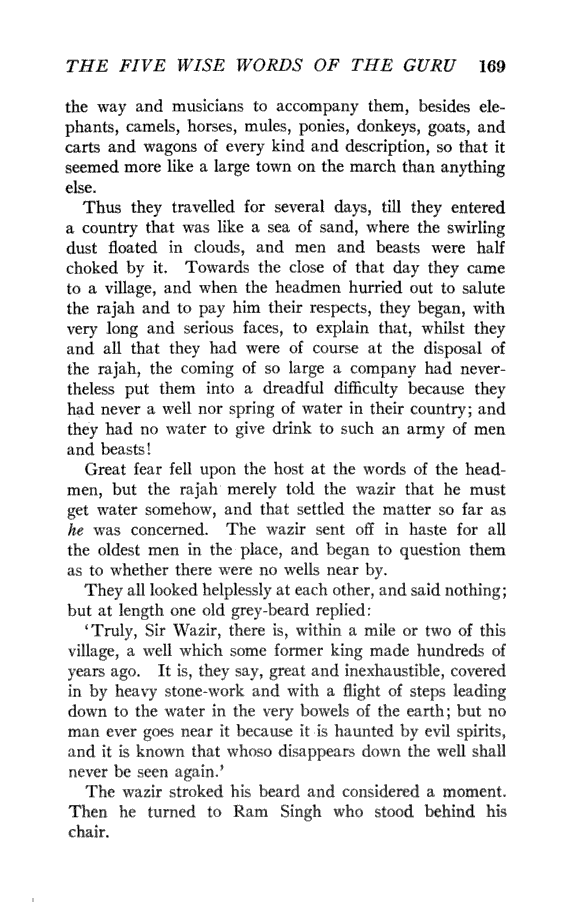 THE FIVE WISE WORDS OF THE GURU 169
the way and musicians to accompany them, besides ele-
phants, camels, horses, mules, ponies, donkeys, goats, and
carts and wagons of every kind and description, so that it
seemed more like a large town on the march than anything
else.
Thus they travelled for several days, till they entered
a country that was like a sea of sand, where the swirling
dust floated in clouds, and men and beasts were half
choked by it. Towards the close of that day they came
to a village, and when the headmen hurried out to salute
the rajah and to pay him their respects, they began, with
very long and serious faces, to explain that, whilst they
and all that they had were of course at the disposal of
the rajah, the coming of so large a company had never-
theless put them into a dreadful difficulty because they
had never a well nor spring of water in their country; and
they had no water to give drink to such an army of men
and beasts!
Great fear fell upon the host at the words of the head-
men, but the rajah merely told the wazir that he must
get water somehow, and that settled the matter so far as
he was concerned. The wazir sent off in haste for all
the oldest men in the place, and began to question them
as to whether there were no wells near by.
They all looked helplessly at each other, and said nothing;
but at length one old grey-beard replied:
‘Truly, Sir Wazir, there is, within a mile or two of this
village, a well which some former king made hundreds of
years ago. It is, they say, great and inexhaustible, covered
in by heavy stone-work and with a flight of steps leading
down to the water in the very bowels of the earth; but no
man ever goes near it because it is haunted by evil spirits,
and it is known that whoso disappears down the well shall
never be seen again.’
The wazir stroked his beard and considered a moment.
Then he turned to Ram Singh who stood behind his
chair.